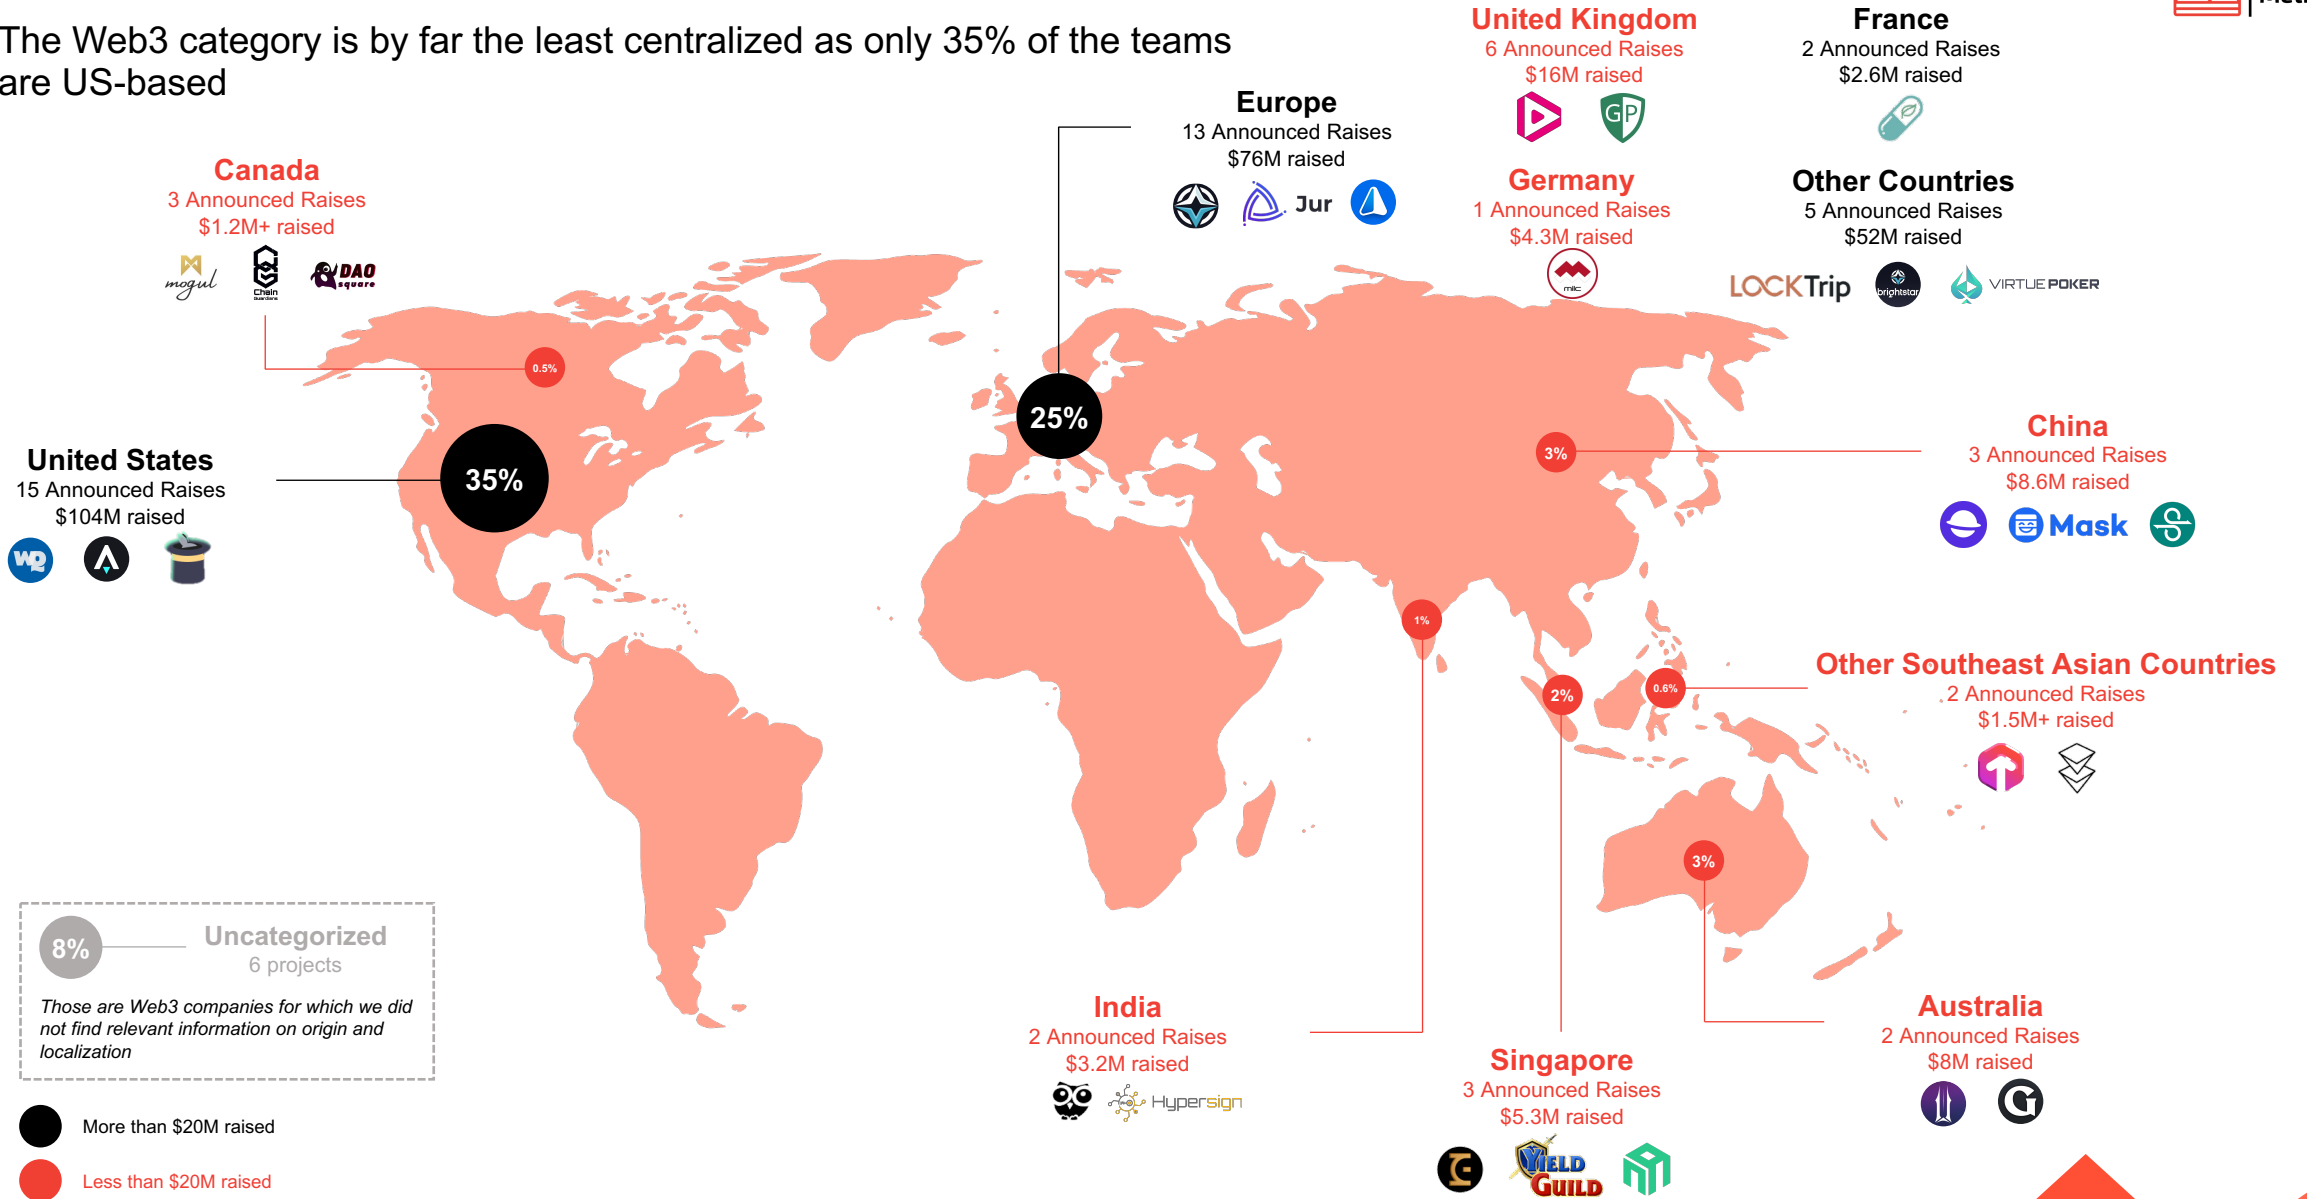 The Web3 category is by far the least centralized as only 35% of the teams
are US-based
United Kingdom
6 Announced Raises
$16M raised
GP
France
2 Announced Raises
$2.6M raised
Europe
13 Announced Raises
$76M raised
Jur
Germany
1 Announced Raises
$4.3M raised
milc
Other Countries
5 Announced Raises
$52M raised
LOCKTrip
brightstar
VIRTUE POKER
Canada
3 Announced Raises
$1.2M+ raised
mogul
Chain
Guardians
DAO
square
0.5%
25%
35%
United States
15 Announced Raises
$104M raised
WQ
3%
China
3 Announced Raises
$8.6M raised
Mask
1%
2%
0.6%
Other Southeast Asian Countries
2 Announced Raises
$1.5M+ raised
3%
8%
Uncategorized
6 projects
Those are Web3 companies for which we did
not find relevant information on origin and
localization
India
2 Announced Raises
$3.2M raised
Hypersign
Singapore
3 Announced Raises
$5.3M raised
YIELD
GUILD
Australia
2 Announced Raises
$8M raised
G
More than $20M raised
Less than $20M raised